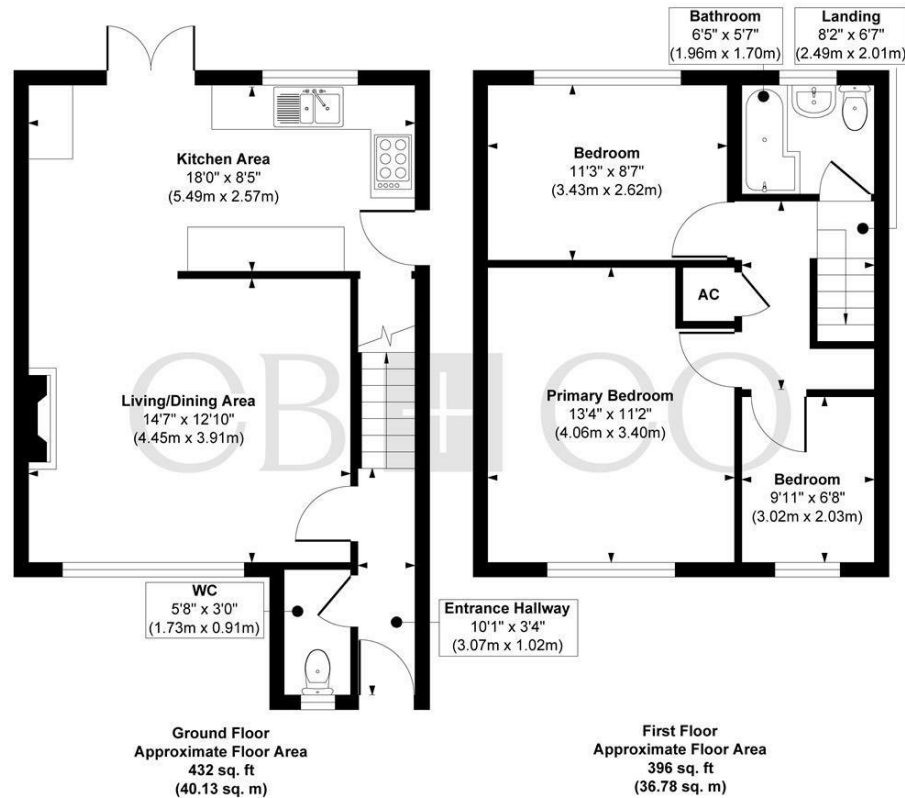 Bathroom
6'5" x 5'7"
(1.96m x 1.70m)
Landing
8'2" x 6'7"
(2.49m x 2.01m)
Kitchen Area
18'0" x 8'5"
(5.49m x 2.57m)
Bedroom
11'3" x 8'7"
(3.43m x 2.62m)
AC
CB CO
Living/Dining Area
14'7" x 12'10"
(4.45m x 3.91m)
Primary Bedroom
13'4" x 11'2"
(4.06m x 3.40m)
Bedroom
9'11" x 6'8"
(3.02m x 2.03m)
WC
5'8" x 3'0"
(1.73m x 0.91m)
Entrance Hallway
10'1" x 3'4"
(3.07m x 1.02m)
Ground Floor
Approximate Floor Area
432 sq. ft
(40.13 sq. m)
First Floor
Approximate Floor Area
396 sq. ft
(36.78 sq. m)